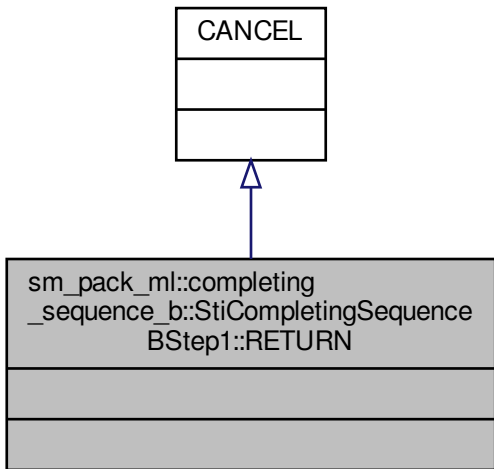 CANCEL
sm_pack_ml::completing
_sequence_b::StiCompletingSequence
BStep1::RETURN